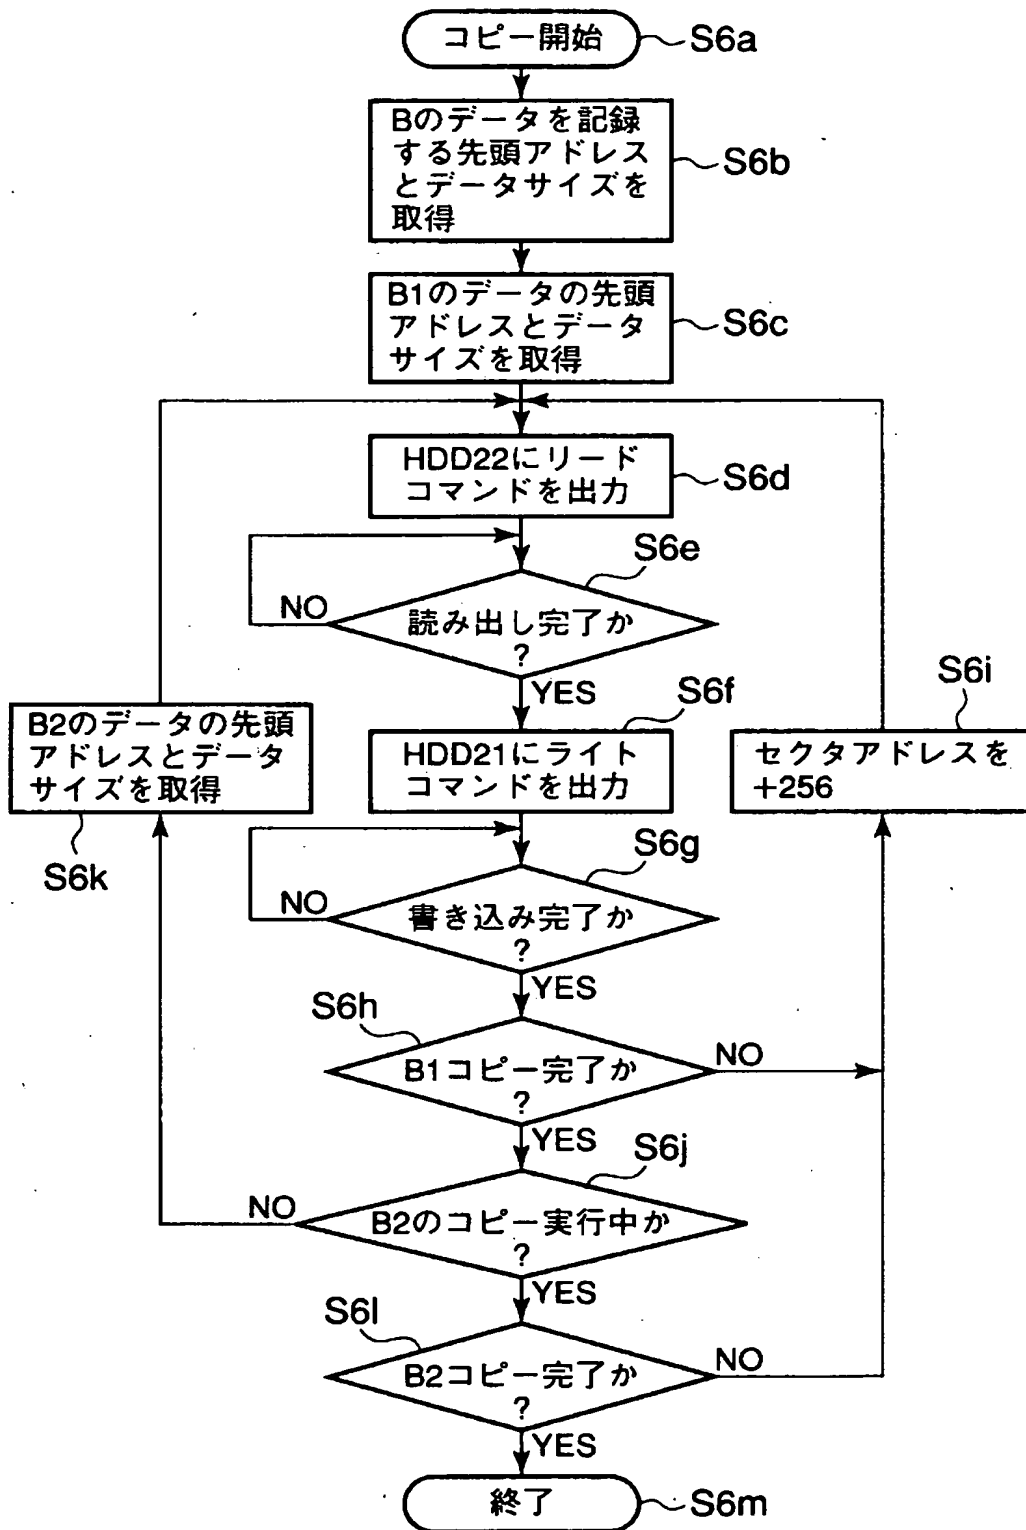 コピー開始
S6a
Bのデータを記録
する先頭アドレス
とデータサイズを
取得
S6b
B1のデータの先頭
アドレスとデータ
サイズを取得
S6c
HDD22にリード
コマンドを出力
S6d
S6e
読み出し完了か
?
NO
YES
S6f
HDD21にライト
コマンドを出力
S6i
セクタアドレスを
+256
B2のデータの先頭
アドレスとデータ
サイズを取得
S6k
S6g
書き込み完了か
?
NO
YES
S6h
B1コピー完了か
?
NO
YES
S6j
B2のコピー実行中か
?
NO
YES
S6l
B2コピー完了か
?
NO
YES
終了
S6m